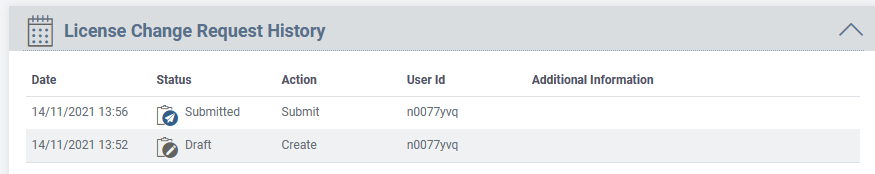 License Change Request History
Date Status Action User Id Additional Information
14/11/2021 13:56 Submitted Submit n0077yvq
14/11/2021 13:52 Draft Create n0077yvq